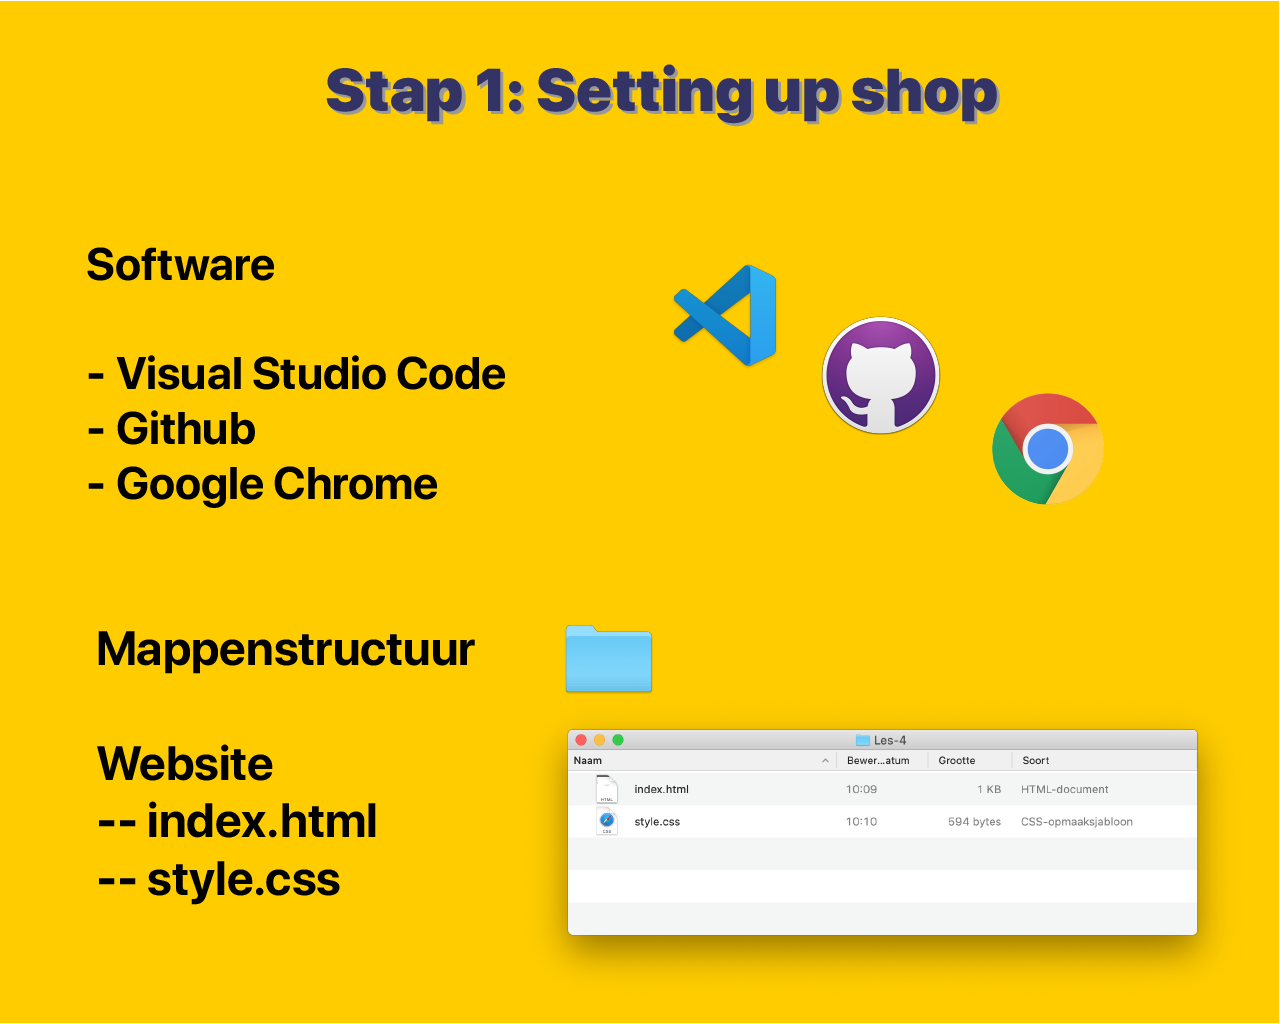 Stap 1: Setting up shop
Software
- Visual Studio Code
- Github
- Google Chrome
Mappenstructuur
Website
-- index.html
-- style.css
Les-4
Naam Bewer...atum Grootte Soort
HTML
index.html 10:09 1 KB HTML-document
style.css 10:10 594 bytes CSS-opmaaksjabloon
CSS